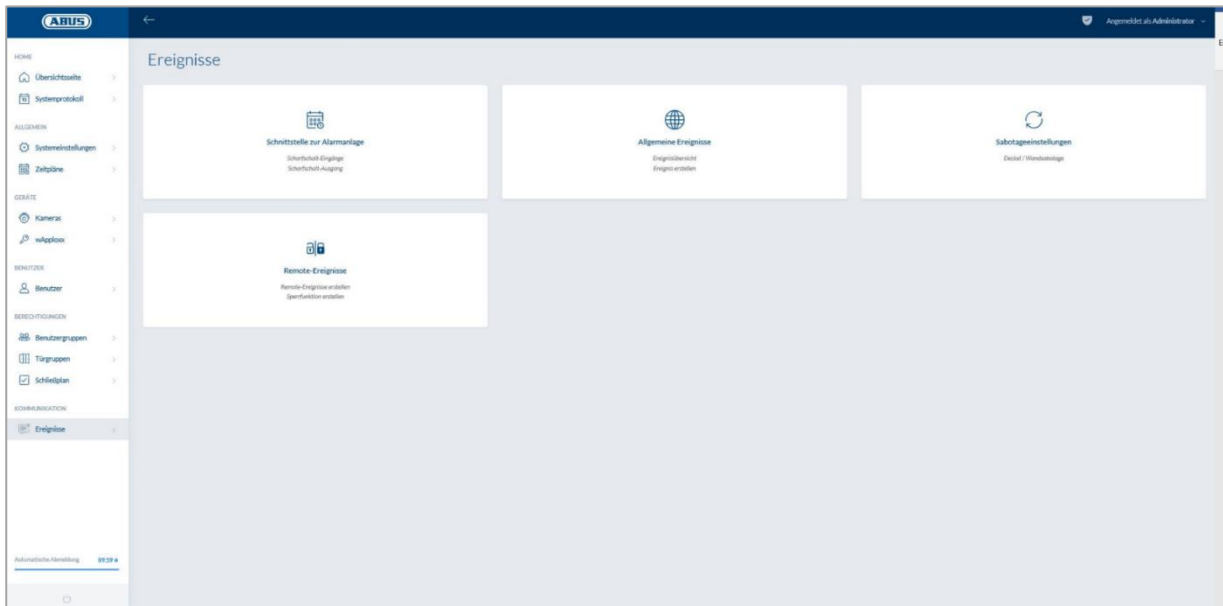 ABUS
Angemeldet als Administrator
E
HOME
Übersichtsseite
Systemprotokoll
ALLGEMEIN
Systemeinstellungen
Zeitpläne
GERÄTE
Kameras
wApploxx
BENUTZER
Benutzer
BERECHTIGUNGEN
Benutzergruppen
Türgruppen
Schließplan
KOMMUNIKATION
Ereignisse
Automatische Abmeldung
Ereignisse
Schnittstelle zur Alarmanlage
Scharfschalt-Eingänge
Scharfschalt-Ausgang
Allgemeine Ereignisse
Ereignisübersicht
Ereignis erstellen
Sabotageeinstellungen
Deckel / Wandsabotage
Remote-Ereignisse
Remote-Ereignisse erstellen
Sperrfunktion erstellen